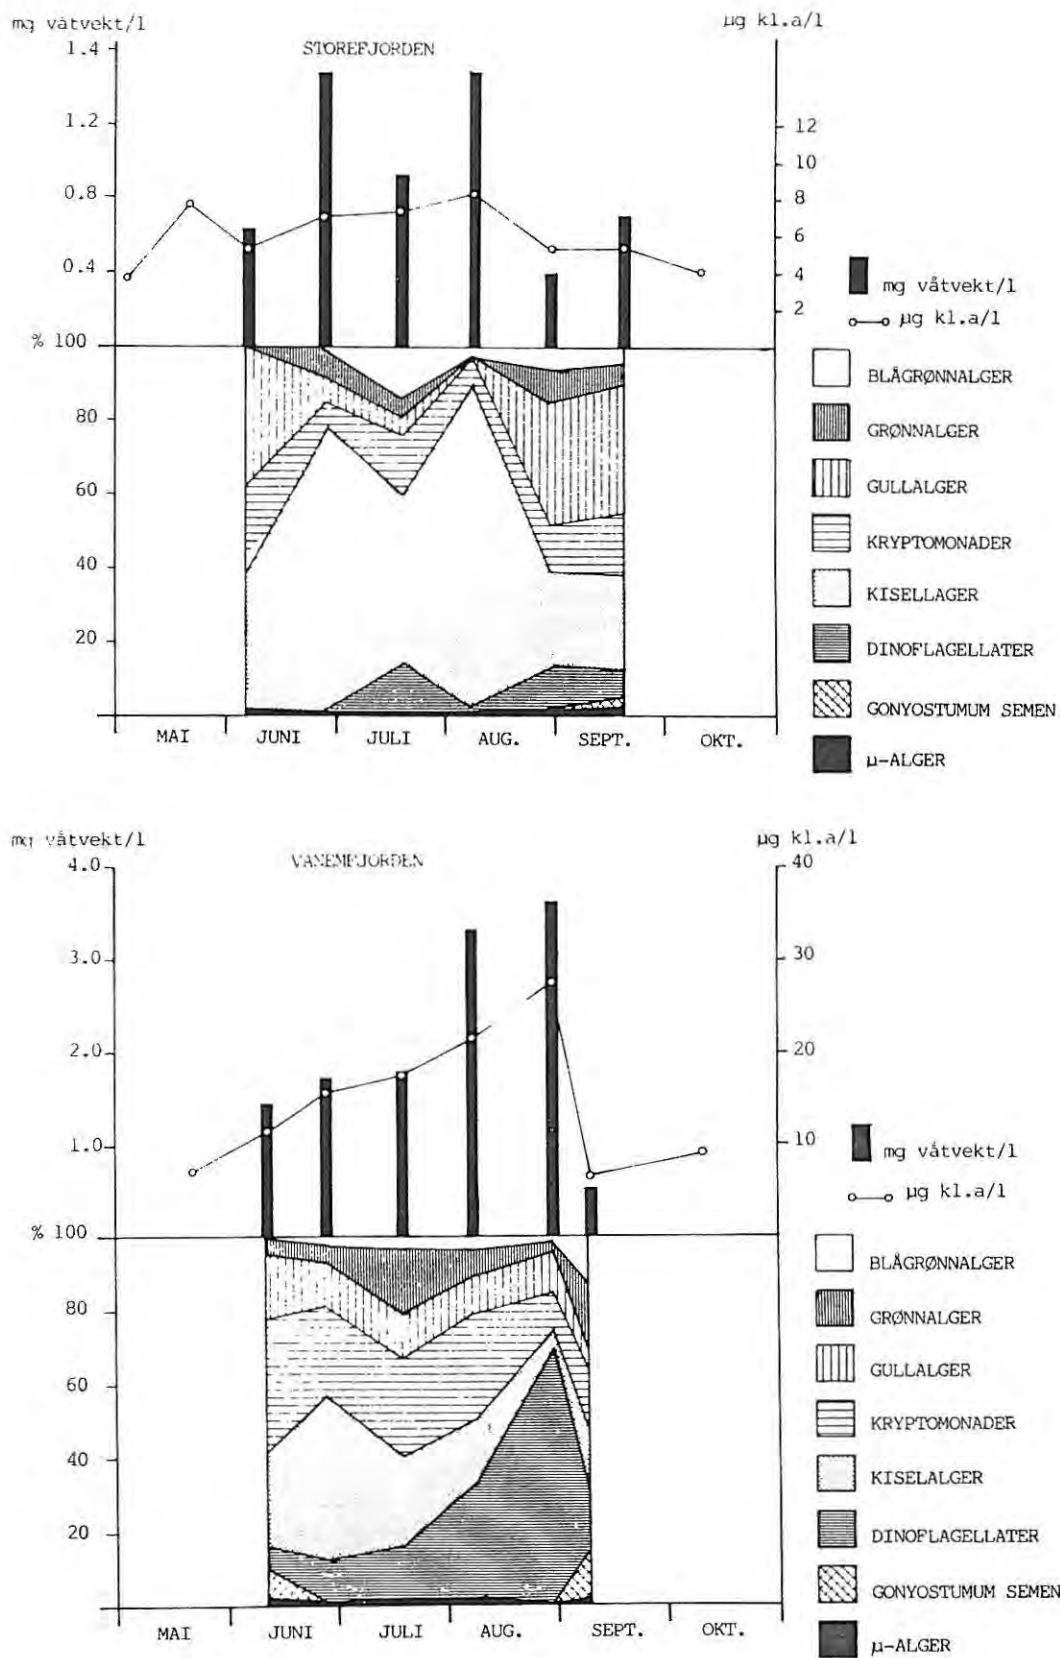 mg våtvekt/l µg kl.a/l
STOREFJORDEN
1.4
1.2
0.8
0.4
12
10
8
6
4
2
mg våtvekt/l
µg kl.a/l
% 100
80
60
40
20
BLÅGRØNNALGER
GRØNNALGER
GULLALGER
KRYPTOMONADER
KISELLAGER
DINOFLAGELLATER
GONYOSTUMUM SEMEN
µ-ALGER
MAI JUNI JULI AUG. SEPT. OKT.
mg våtvekt/l µg kl.a/l
VANEMFJORDEN
4.0
3.0
2.0
1.0
40
30
20
10
mg våtvekt/l
µg kl.a/l
% 100
80
60
40
20
BLÅGRØNNALGER
GRØNNALGER
GULLALGER
KRYPTOMONADER
KISELALGER
DINOFLAGELLATER
GONYOSTUMUM SEMEN
µ-ALGER
MAI JUNI JULI AUG. SEPT. OKT.